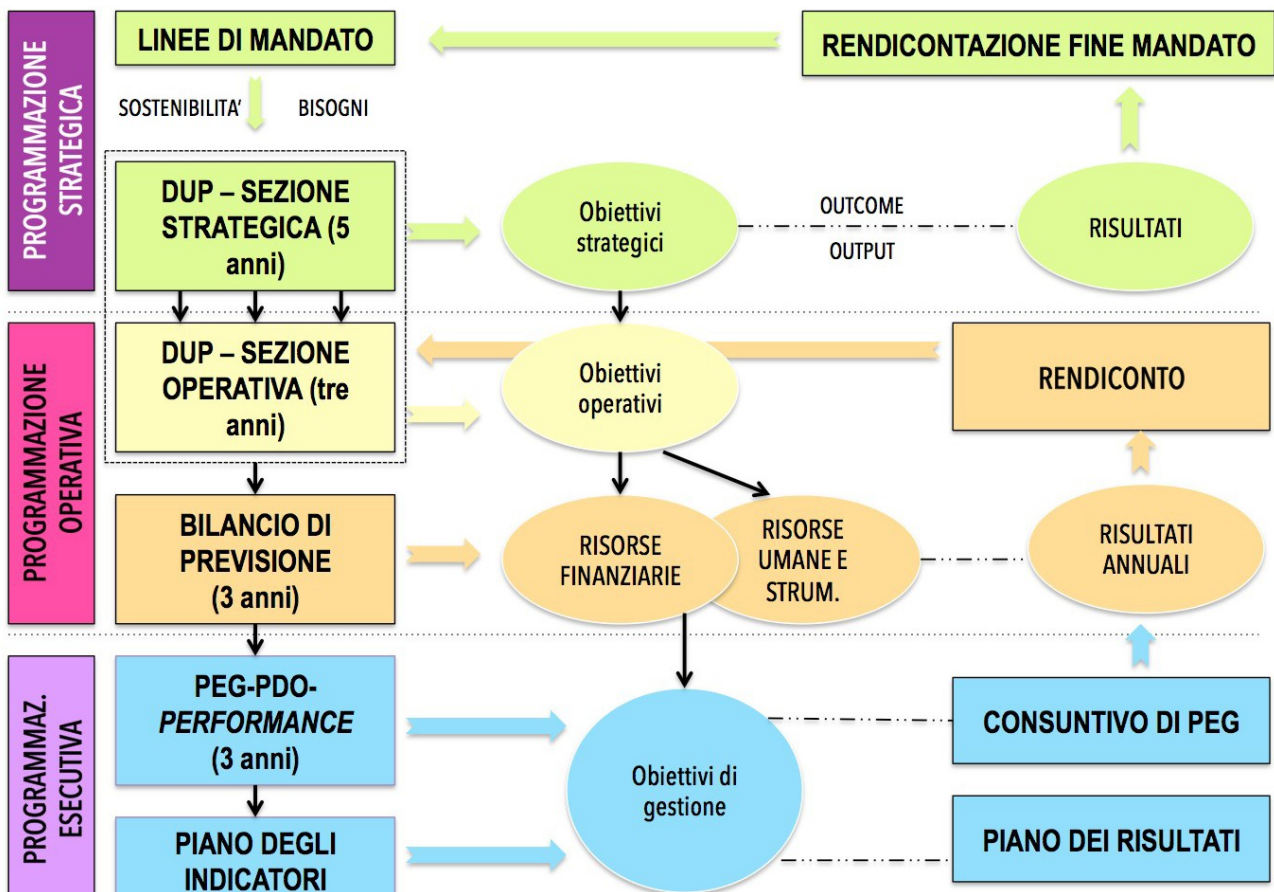 PROGRAMMAZIONE
STRATEGICA
LINEE DI MANDATO
RENDICONTAZIONE FINE MANDATO
SOSTENIBILITA’
BISOGNI
DUP – SEZIONE
STRATEGICA (5
anni)
Obiettivi
strategici
OUTCOME
OUTPUT
RISULTATI
PROGRAMMAZIONE
OPERATIVA
DUP – SEZIONE
OPERATIVA (tre
anni)
Obiettivi
operativi
RENDICONTO
BILANCIO DI
PREVISIONE
(3 anni)
RISORSE
FINANZIARIE
RISORSE
UMANE E
STRUM.
RISULTATI
ANNUALI
PROGRAMMAZ.
ESECUTIVA
PEG-PDO-
PERFORMANCE
(3 anni)
Obiettivi di
gestione
CONSUNTIVO DI PEG
PIANO DEGLI
INDICATORI
PIANO DEI RISULTATI